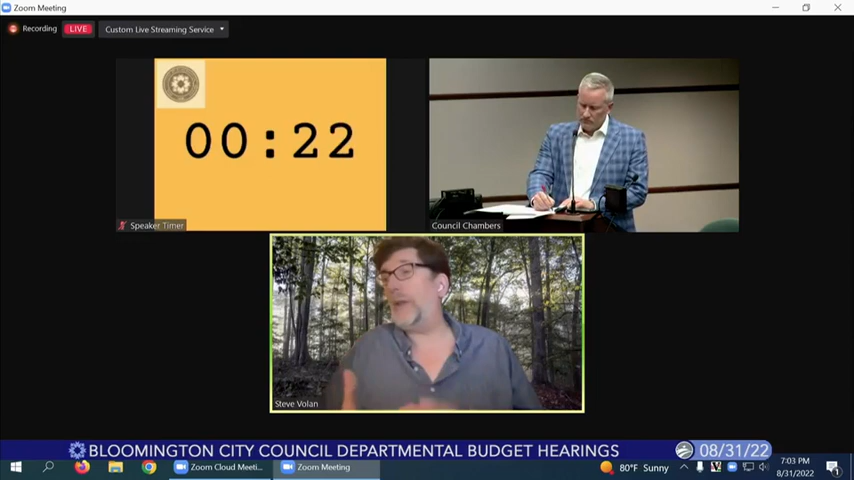 Zoom Meeting
Recording
LIVE
Custom Live Streaming Service
00:22
Speaker Timer
Council Chambers
Steve Volan
BLOOMINGTON CITY COUNCIL DEPARTMENTAL BUDGET HEARINGS
08/31/22
Zoom Cloud Meeti...
Zoom Meeting
80°F Sunny
7:03 PM
8/31/2022